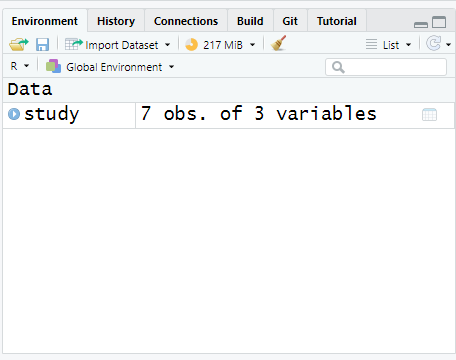 Environment History Connections Build Git Tutorial
Import Dataset 217 MiB List
R Global Environment
Data
study 7 obs. of 3 variables